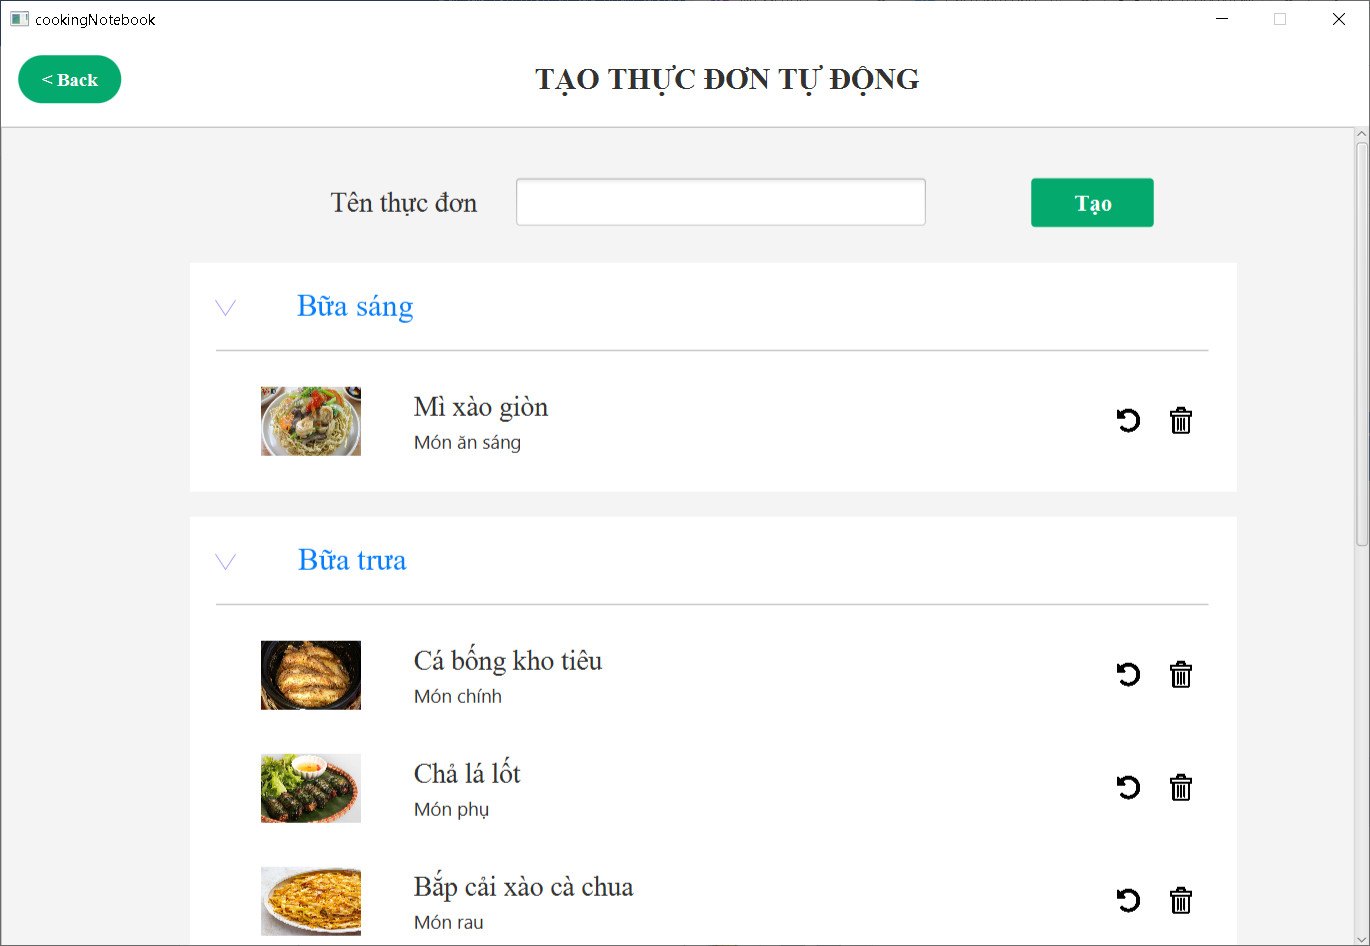 cookingNotebook
< Back
TẠO THỰC ĐƠN TỰ ĐỘNG
Tên thực đơn
Tạo
Bữa sáng
Mì xào giòn
Món ăn sáng
Bữa trưa
Cá bống kho tiêu
Món chính
Chả lá lốt
Món phụ
Bắp cải xào cà chua
Món rau